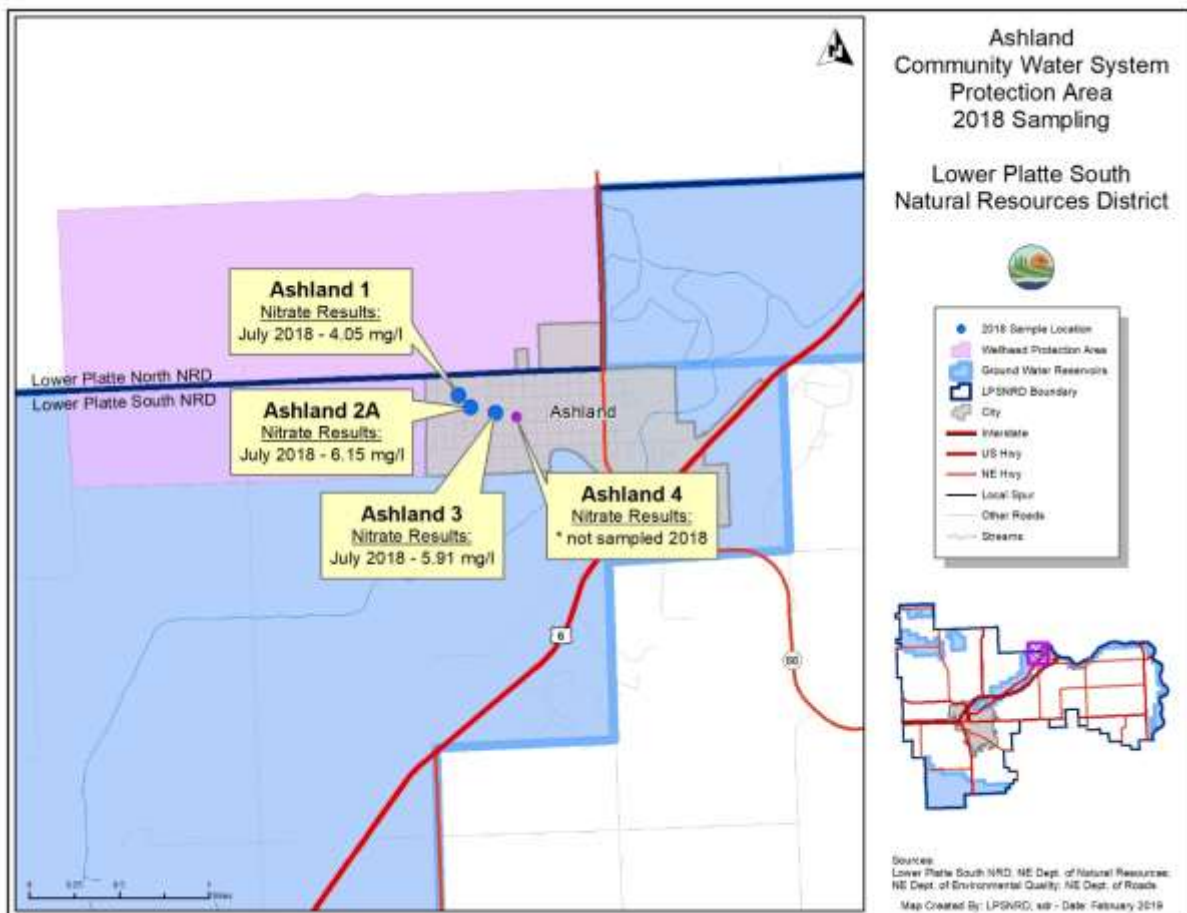 Ashland
Community Water System
Protection Area
2018 Sampling
Lower Platte South
Natural Resources District
N
Ashland 1
Nitrate Results:
July 2018 - 4.05 mg/l
Lower Platte North NRD
Lower Platte South NRD
Ashland 2A
Nitrate Results:
July 2018 - 6.15 mg/l
Ashland
Ashland 3
Nitrate Results:
July 2018 - 5.91 mg/l
Ashland 4
Nitrate Results:
* not sampled 2018
6
2018 Sample Location
Wellhead Protection Area
Ground Water Reservoirs
LPSNRD Boundary
City
Interstate
US Hwy
NE Hwy
Local Spur
Other Roads
Streams
Sources:
Lower Platte South NRD; NE Dept. of Natural Resources;
NE Dept. of Environmental Quality; NE Dept. of Roads
Map Created By: LPSNRD; sdr - Date: February 2019